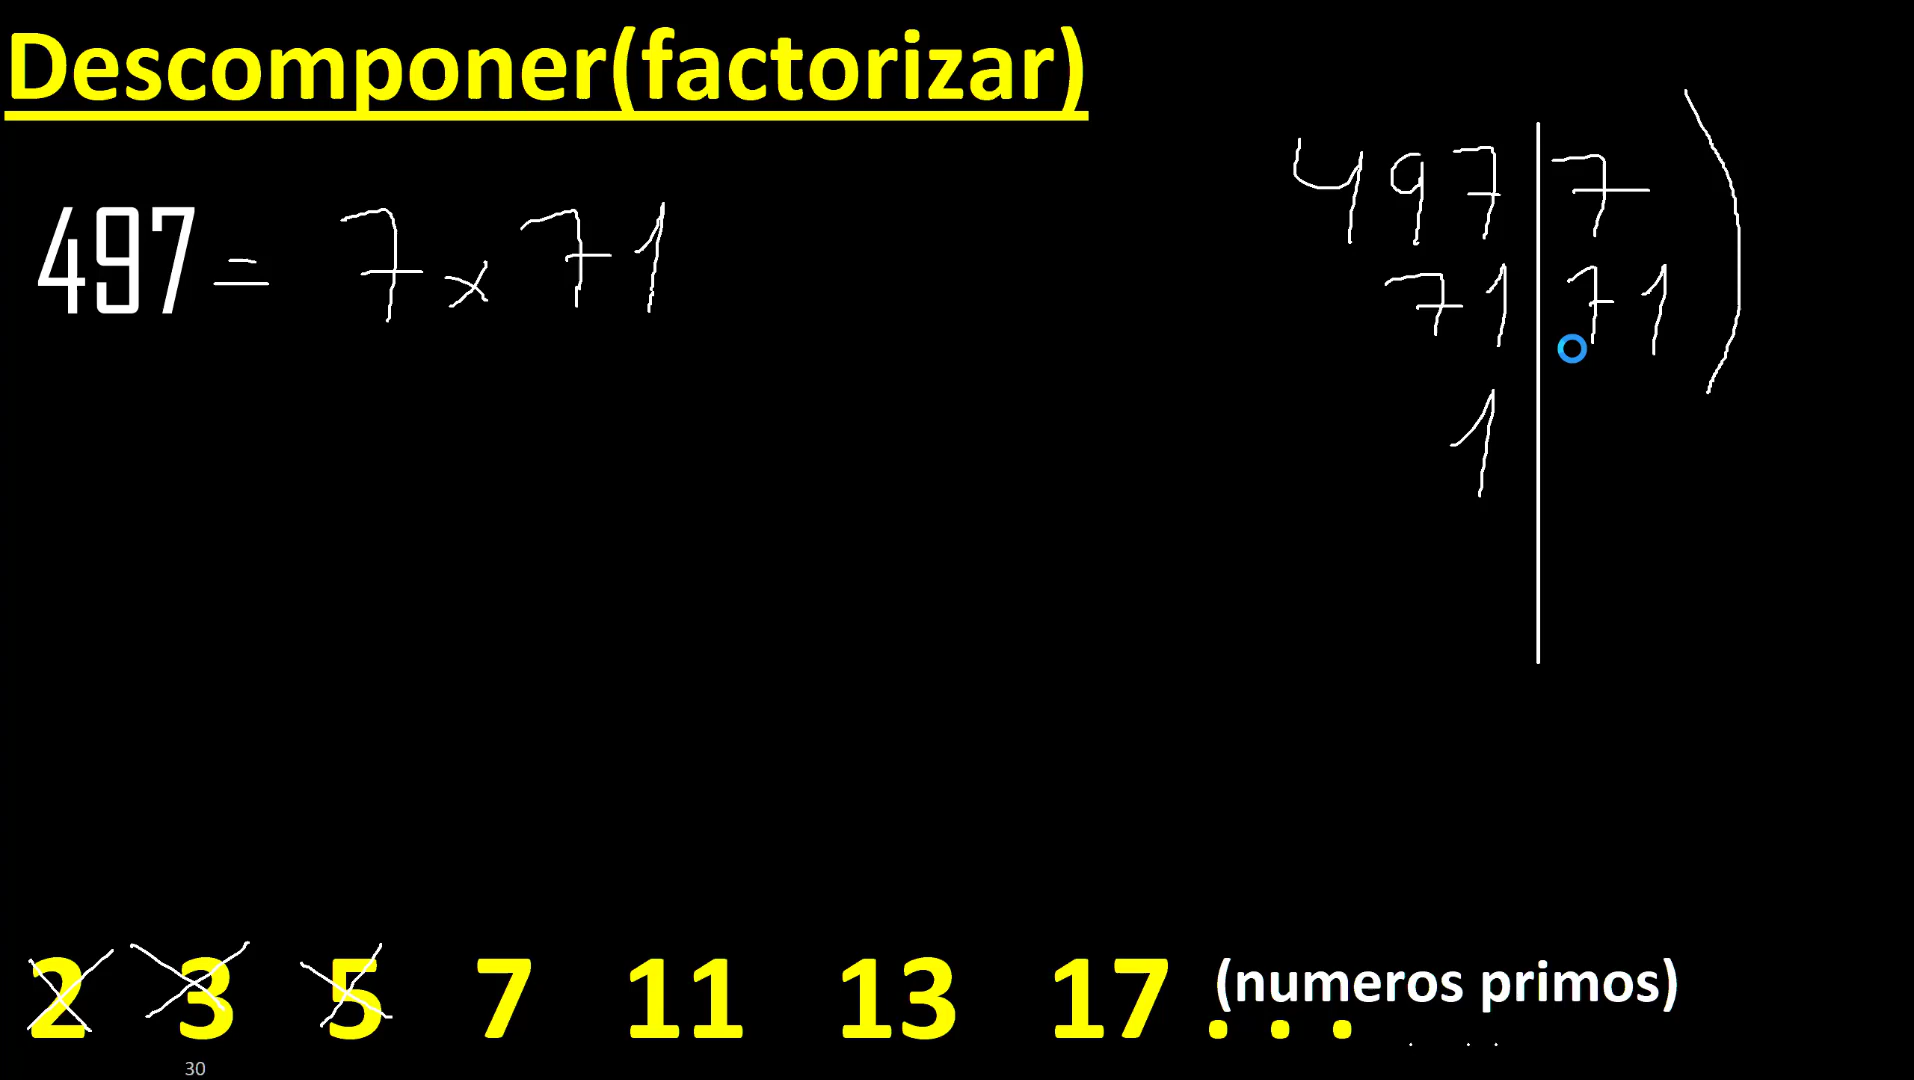 Descomponer(factorizar)
497 = 7 x 71
497 | 7
71 | 71
1
2 3 5 7 11 13 17 . . . (numeros primos)
30